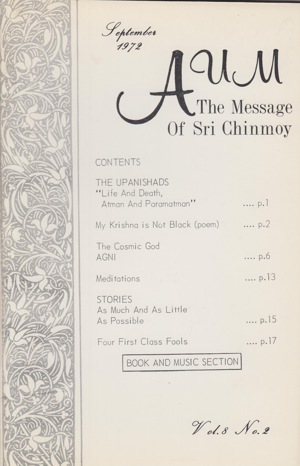 September
1972
AUM
The Message
Of Sri Chinmoy
CONTENTS
THE UPANISHADS
"Life And Death,
Atman And Paramatman" .... p.1
My Krishna is Not Black (poem) .... p.2
The Cosmic God
AGNI .... p.6
Meditations .... p.13
STORIES
As Much And As Little
As Possible .... p.15
Four First Class Fools .... p.17
BOOK AND MUSIC SECTION
Vol.8 No.2